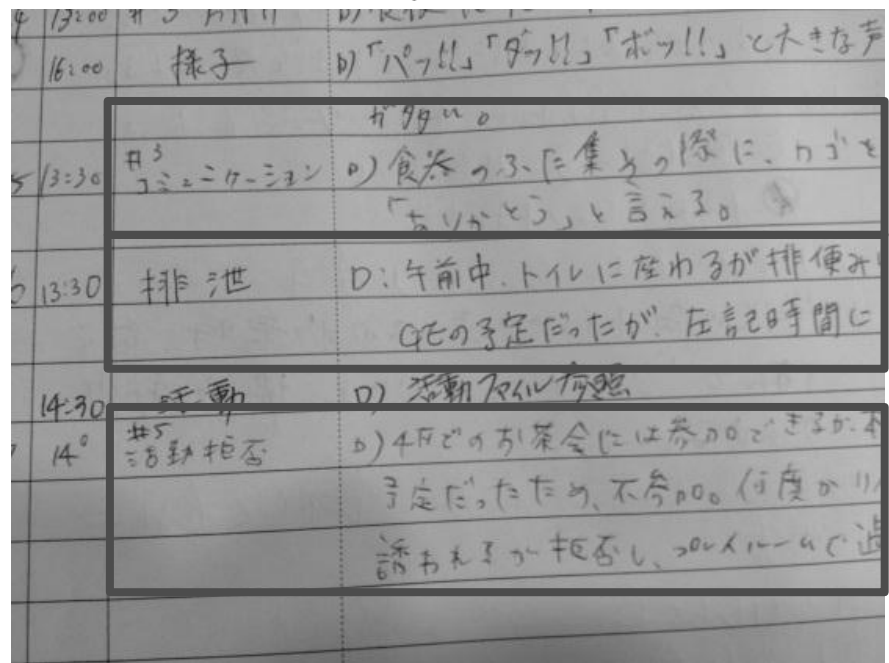 4 13:00 #3
16:00 様子 D)「パッ!!」「ダッ!!」「ボッ!!」と大きな声
が多い。
5 13:30 #3 コミュニケーション D) 食器のふた集めの際に、カゴを
「ありがとう」と言える。
6 13:30 排泄 D:午前中、トイレに座わるが排便み
GEの予定だったが、左記時間に
14:30 活動 D) 活動ファイル参照
14° #5 活動拒否 D) 4Fでのお茶会には参加できるが、
予定だったため、不参加。何度か
誘われるが拒否し、プレイルームで過